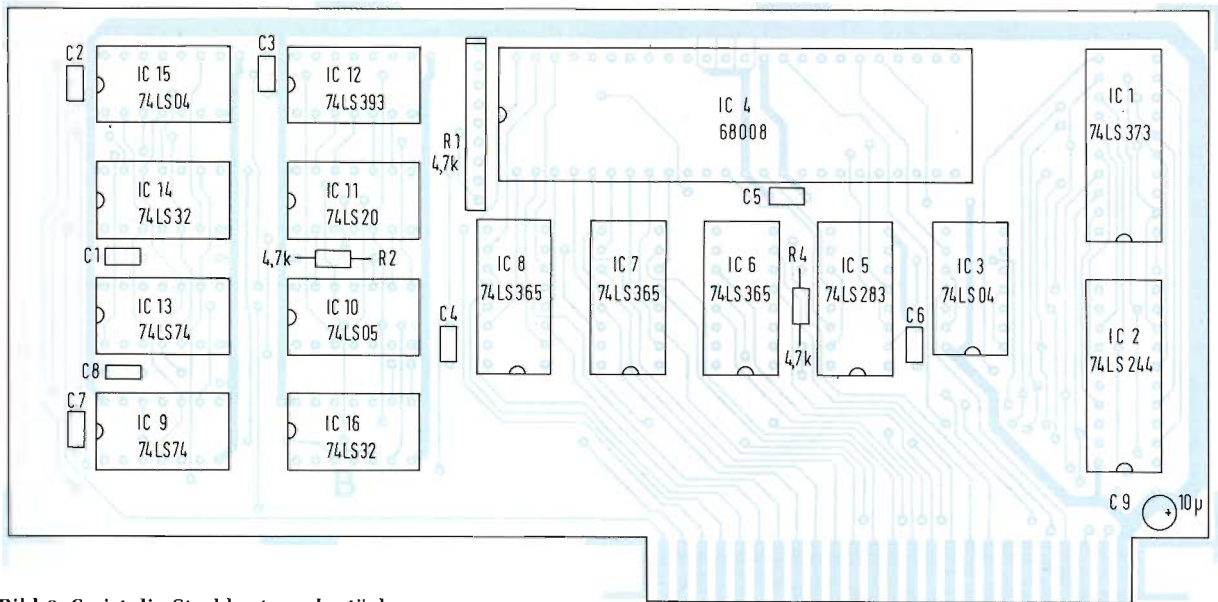 C2
IC 15
74LS04
C3
IC 12
74LS393
R1
4,7k
IC 4
68008
IC 1
74LS373
IC 14
74LS32
IC 11
74LS20
C5
C1
4,7k
R2
IC 8
74LS365
IC 7
74LS365
IC 6
74LS365
R4
4,7k
IC 5
74LS283
IC 3
74LS04
IC 13
74LS74
IC 10
74LS05
C4
C6
IC 2
74LS244
C8
C7
IC 9
74LS74
IC 16
74LS32
C9
10µ
+